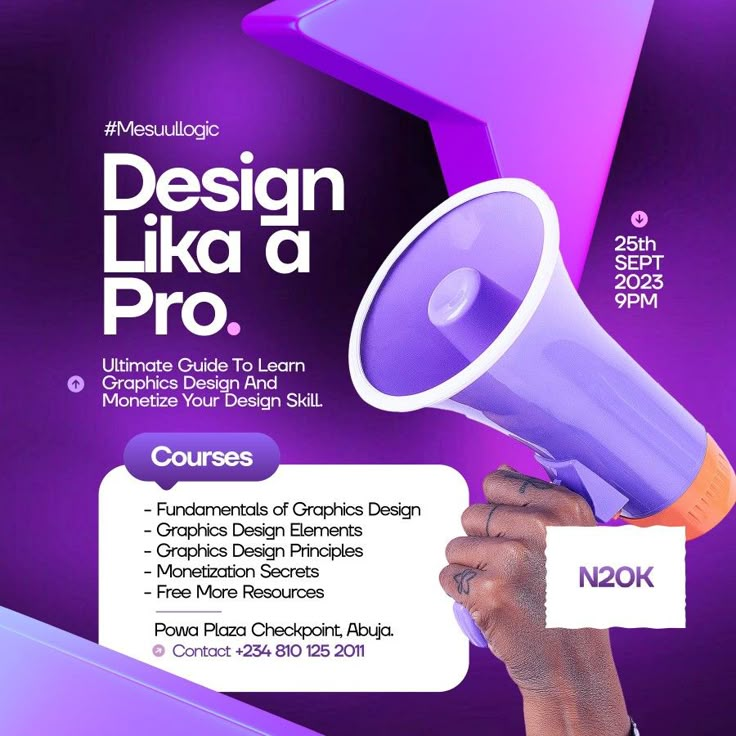 #Mesuullogic
Design
Lika a
Pro.
Ultimate Guide To Learn
Graphics Design And
Monetize Your Design Skill.
25th
SEPT
2023
9PM
Courses
- Fundamentals of Graphics Design
- Graphics Design Elements
- Graphics Design Principles
- Monetization Secrets
- Free More Resources
Powa Plaza Checkpoint, Abuja.
Contact +234 810 125 2011
N20K